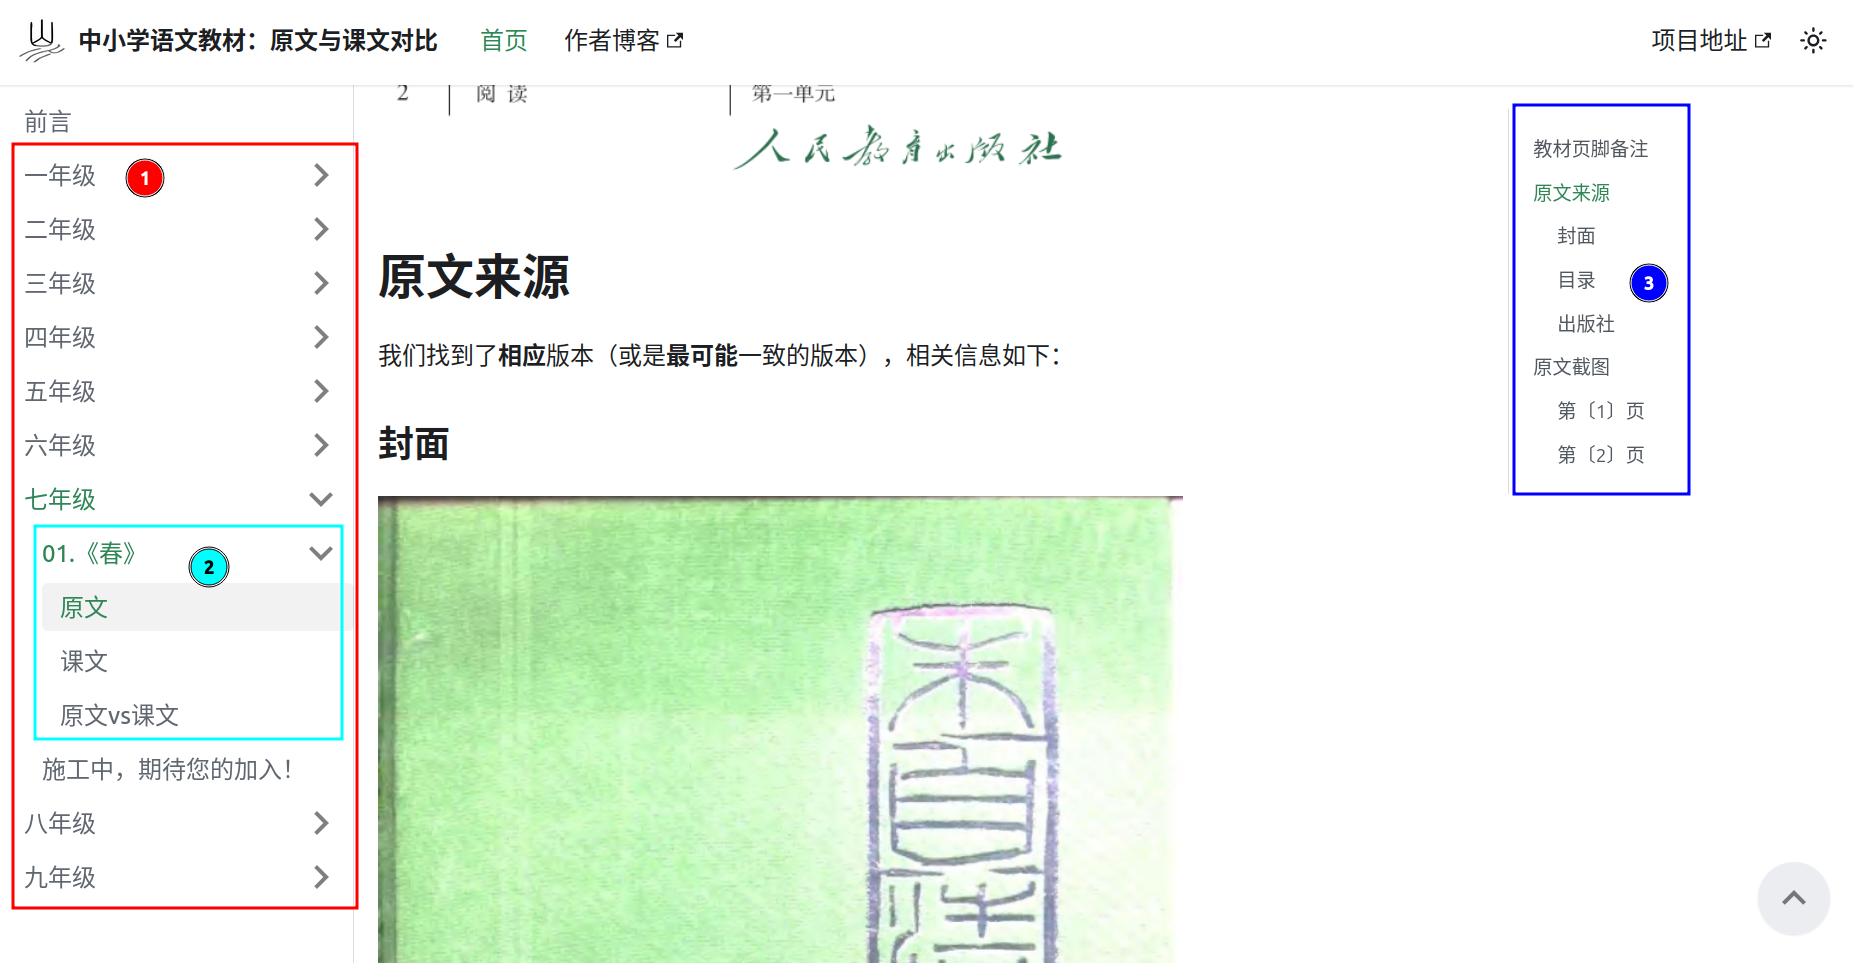 中小学语文教材：原文与课文对比 首页 作者博客 项目地址
前言
一年级 1
二年级
三年级
四年级
五年级
六年级
七年级
01.《春》 2
原文
课文
原文vs课文
施工中，期待您的加入！
八年级
九年级
2 阅读 第一单元
人民教育出版社
原文来源
我们找到了相应版本（或是最可能一致的版本），相关信息如下：
封面
教材页脚备注
原文来源
封面
目录 3
出版社
原文截图
第〔1〕页
第〔2〕页